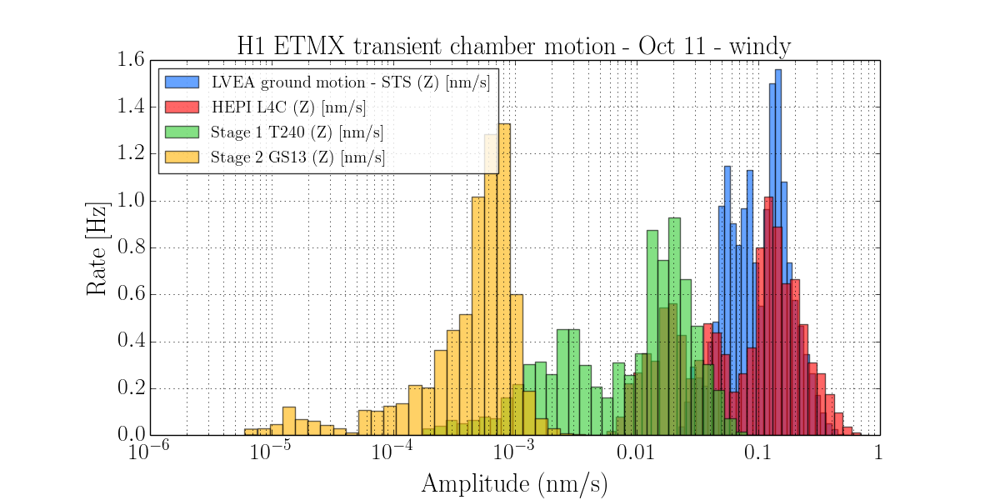 H1 ETMX transient chamber motion - Oct 11 - windy
LVEA ground motion - STS (Z) [nm/s]
HEPI L4C (Z) [nm/s]
Stage 1 T240 (Z) [nm/s]
Stage 2 GS13 (Z) [nm/s]
Rate [Hz]
1.6
1.4
1.2
1.0
0.8
0.6
0.4
0.2
0.0
10⁻⁶ 10⁻⁵ 10⁻⁴ 10⁻³ 0.01 0.1 1
Amplitude (nm/s)